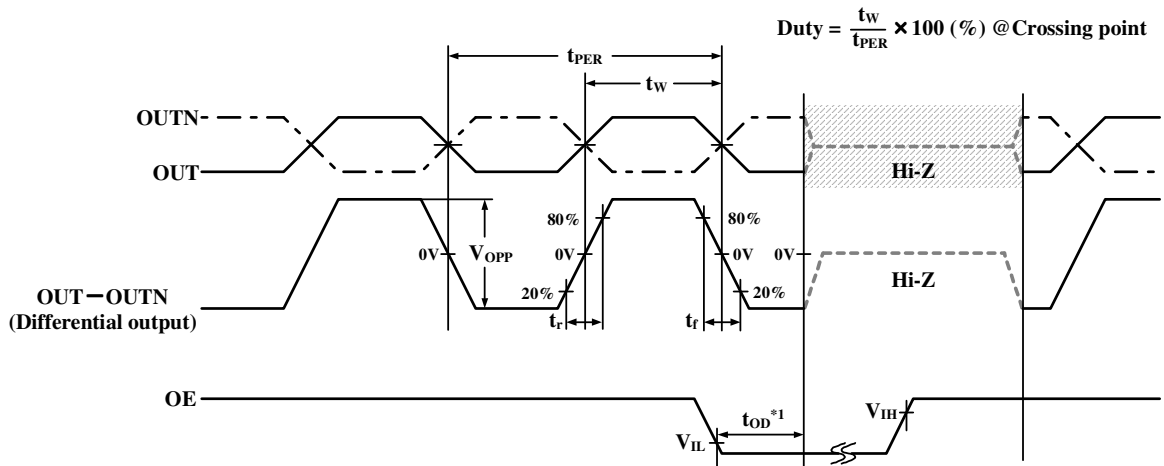 Duty = tW/tPER × 100 (%) @Crossing point
tPER
tW
OUTN
OUT
Hi-Z
80%
80%
VOPP
0V
0V
0V
0V
20%
20%
Hi-Z
OUT−OUTN
(Differential output)
tr
tf
OE
tOD*1
VIH
VIL